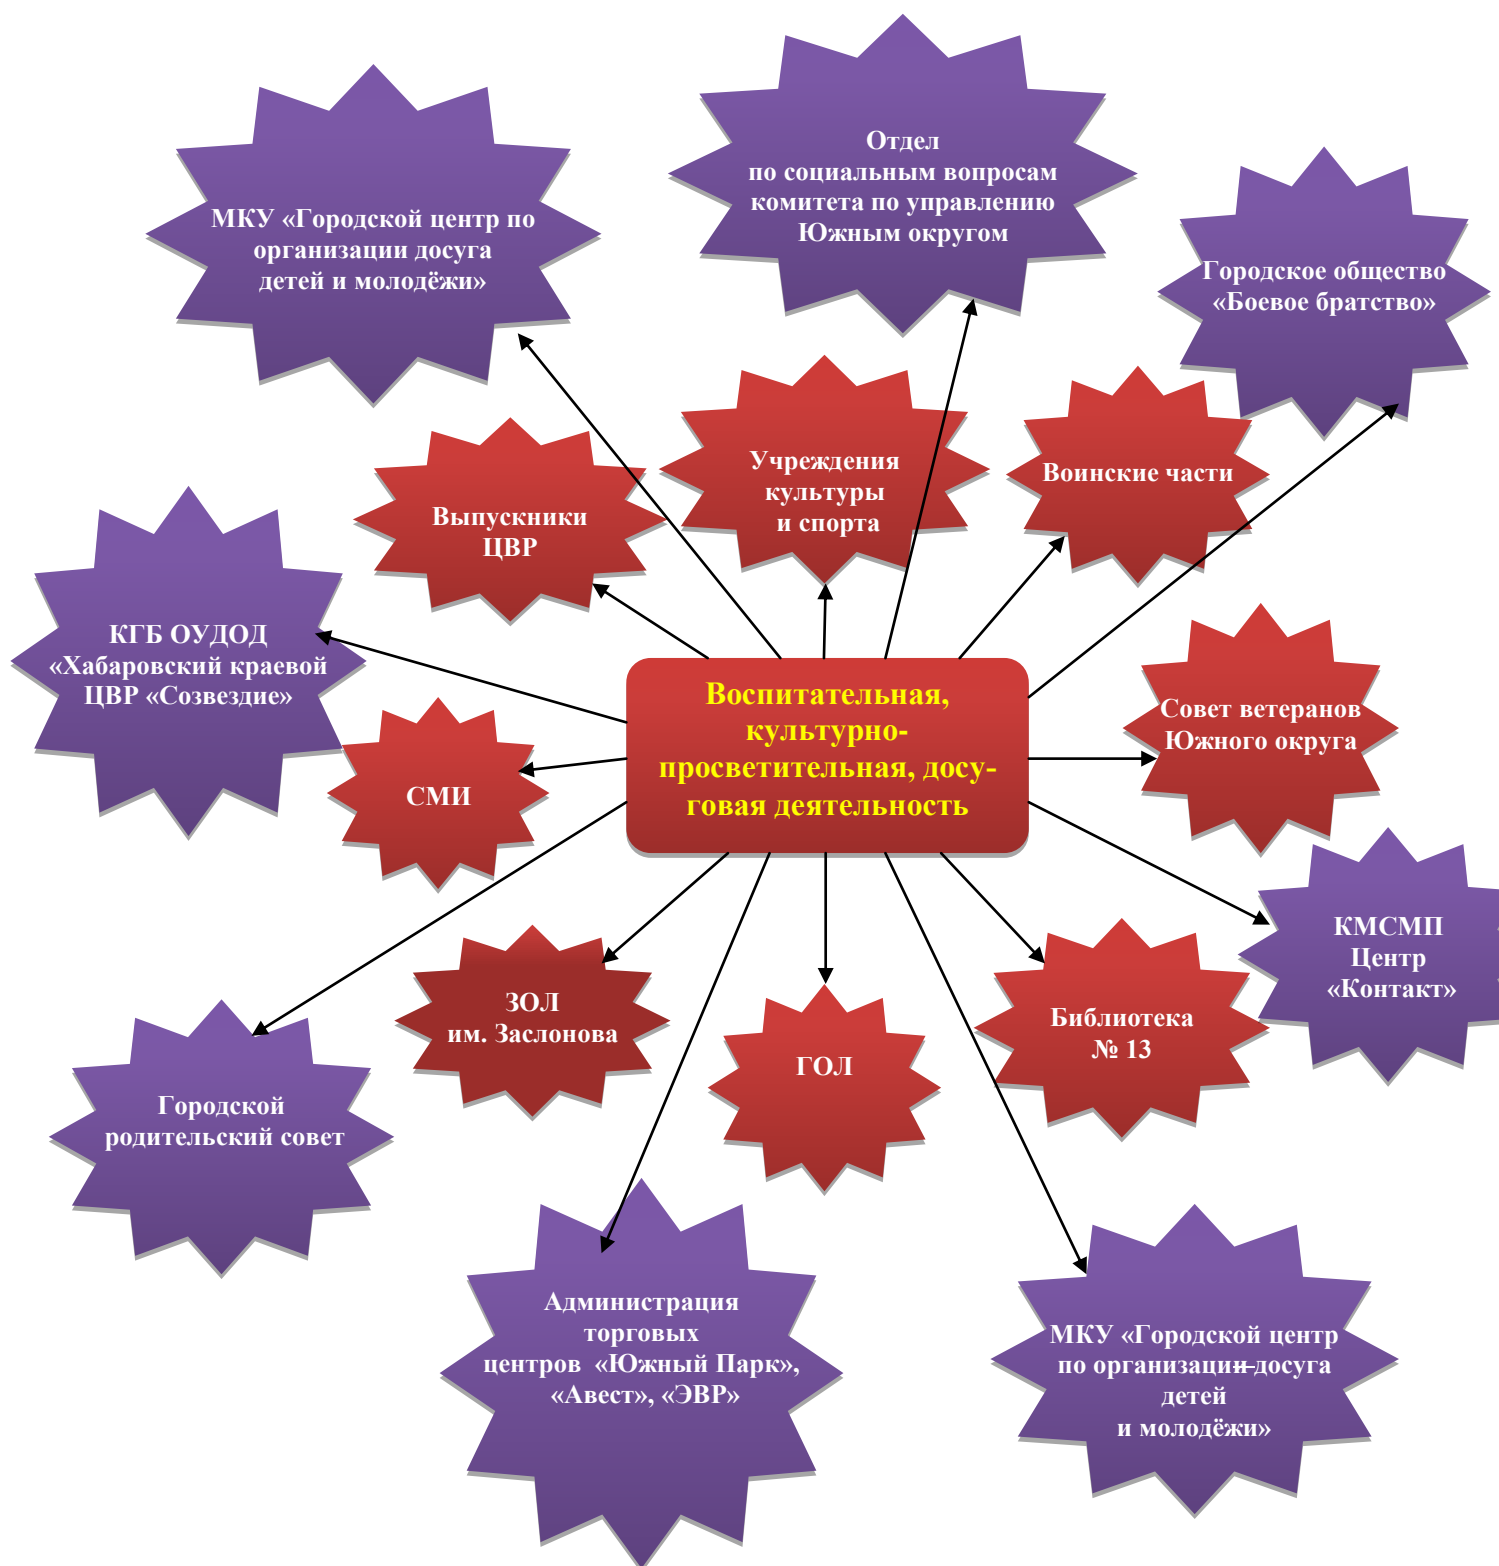 Отдел
по социальным вопросам
комитета по управлению
Южным округом
МКУ «Городской центр по
организации досуга
детей и молодёжи»
Городское общество
«Боевое братство»
Учреждения
культуры
и спорта
Воинские части
Выпускники
ЦВР
КГБ ОУДОД
«Хабаровский краевой
ЦВР «Созвездие»
Воспитательная,
культурно-
просветительная, досу-
говая деятельность
Совет ветеранов
Южного округа
СМИ
КМСМП
Центр
«Контакт»
ЗОЛ
им. Заслонова
ГОЛ
Библиотека
№ 13
Городской
родительский совет
Администрация
торговых
центров «Южный Парк»,
«Авест», «ЭВР»
МКУ «Городской центр
по организации досуга
детей
и молодёжи»